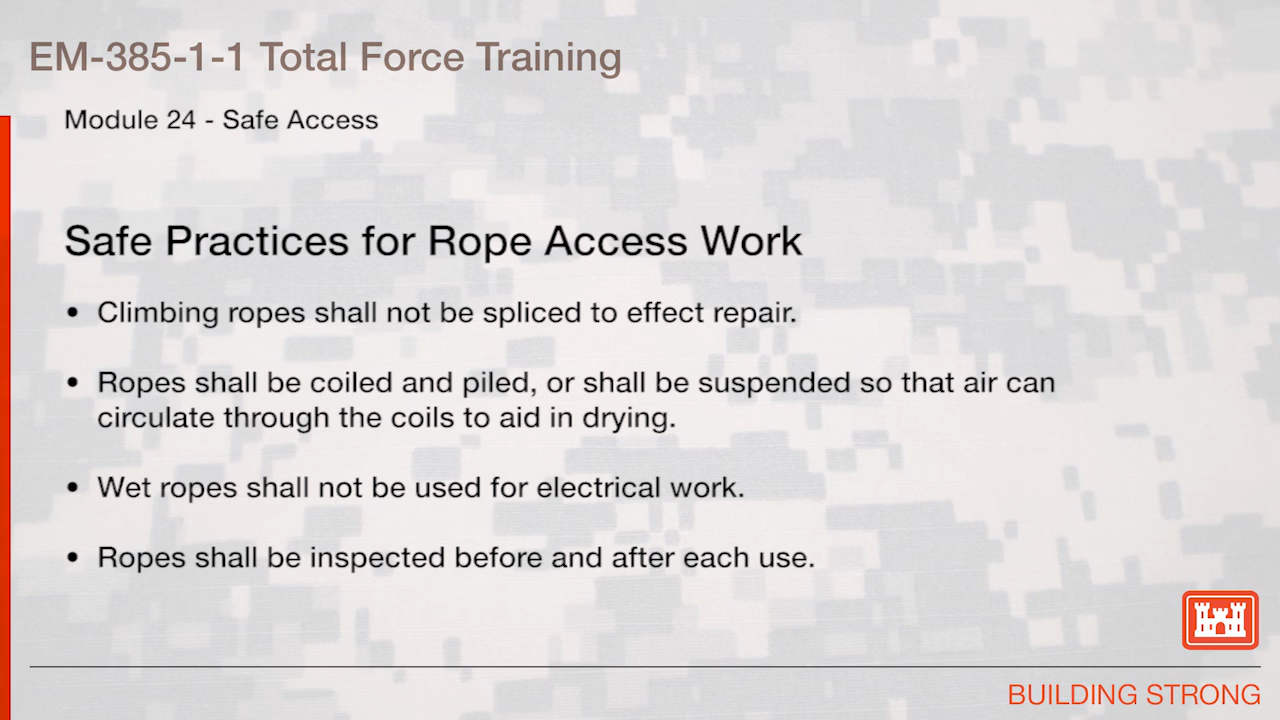 EM-385-1-1 Total Force Training
Module 24 - Safe Access
Safe Practices for Rope Access Work
• Climbing ropes shall not be spliced to effect repair.
• Ropes shall be coiled and piled, or shall be suspended so that air can
circulate through the coils to aid in drying.
• Wet ropes shall not be used for electrical work.
• Ropes shall be inspected before and after each use.
BUILDING STRONG